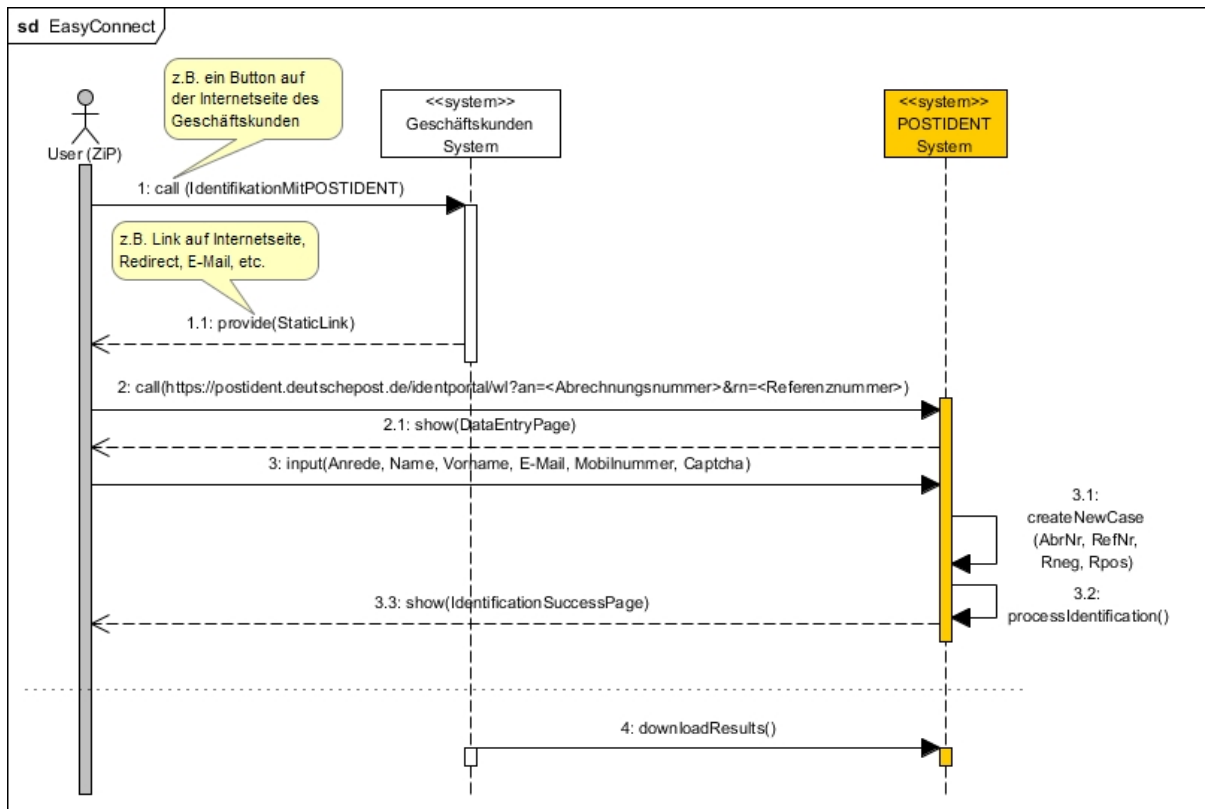 sd EasyConnect
z.B. ein Button auf
der Internetseite des
Geschäftskunden
<<system>>
Geschäftskunden
System
<<system>>
POSTIDENT
System
User (ZiP)
1: call (IdentifikationMitPOSTIDENT)
z.B. Link auf Internetseite,
Redirect, E-Mail, etc.
1.1: provide(StaticLink)
2: call(https://postident.deutschepost.de/identportal/wl?an=<Abrechnungsnummer>&rn=<Referenznummer>)
2.1: show(DataEntryPage)
3: input(Anrede, Name, Vorname, E-Mail, Mobilnummer, Captcha)
3.1:
createNewCase
(AbrNr, RefNr,
Rneg, Rpos)
3.2:
processIdentification()
3.3: show(IdentificationSuccessPage)
4: downloadResults()